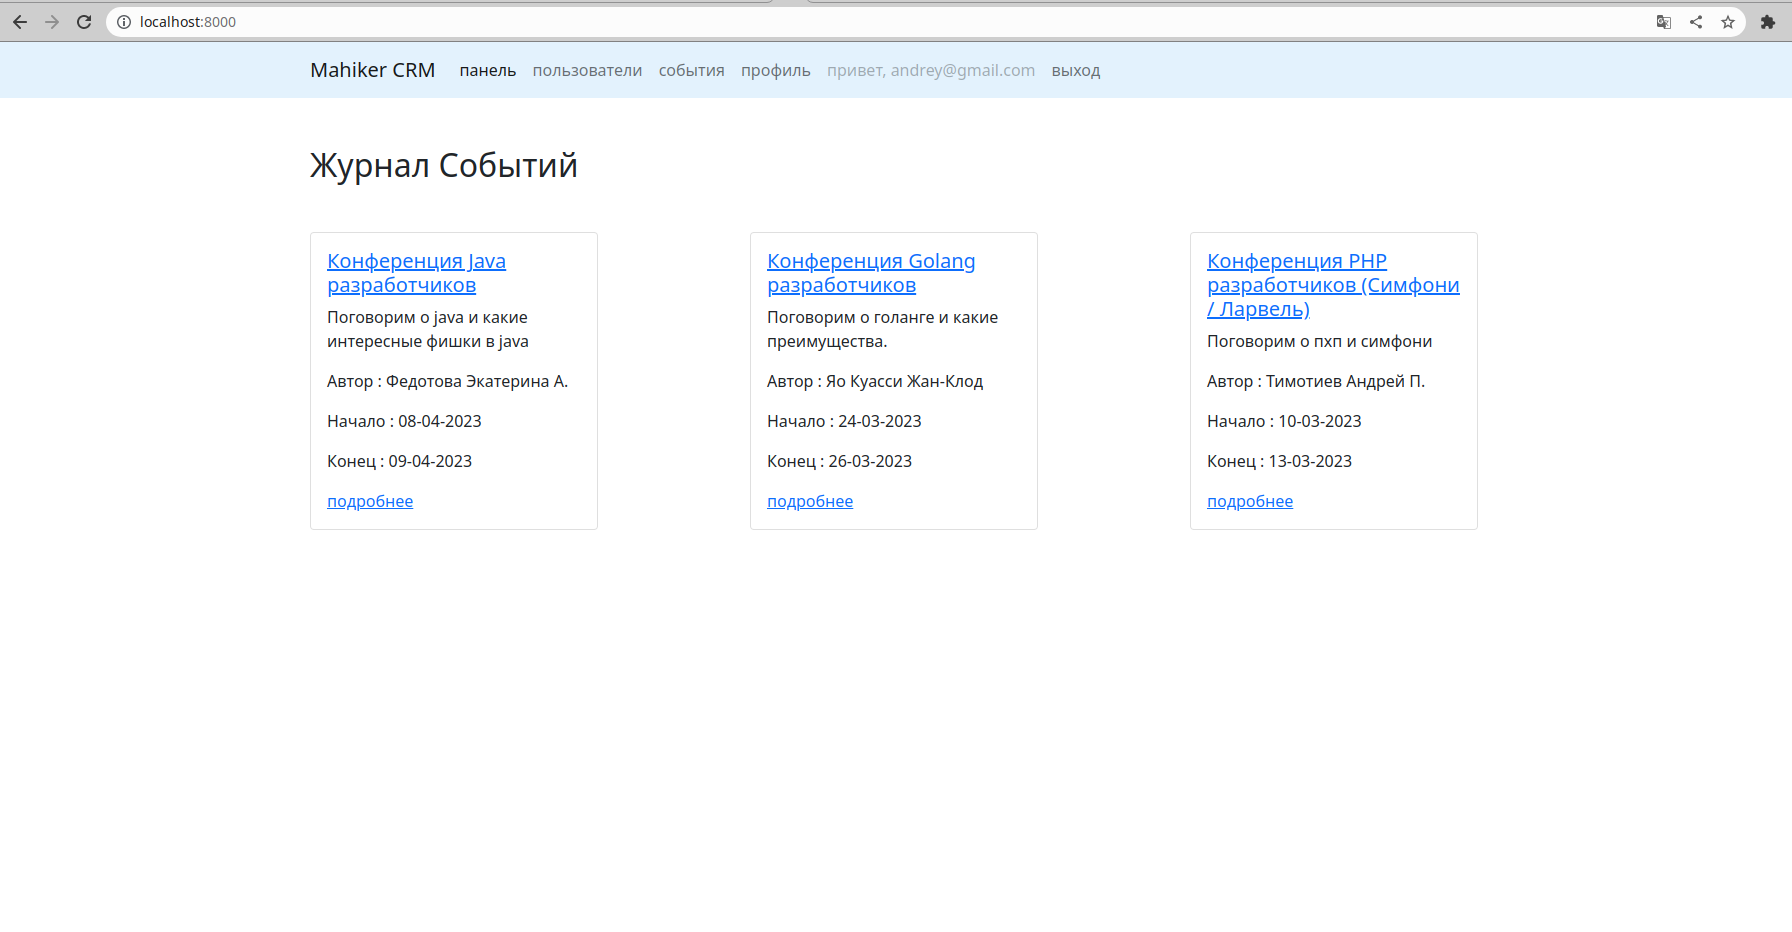 localhost:8000
Mahiker CRM панель пользователи события профиль привет, andrey@gmail.com выход
Журнал Событий
Конференция Java
разработчиков
Поговорим о java и какие
интересные фишки в java
Автор : Федотова Экатерина А.
Начало : 08-04-2023
Конец : 09-04-2023
подробнее
Конференция Golang
разработчиков
Поговорим о голанге и какие
преимущества.
Автор : Яо Куасси Жан-Клод
Начало : 24-03-2023
Конец : 26-03-2023
подробнее
Конференция PHP
разработчиков (Симфони
/ Ларвель)
Поговорим о пхп и симфони
Автор : Тимотиев Андрей П.
Начало : 10-03-2023
Конец : 13-03-2023
подробнее